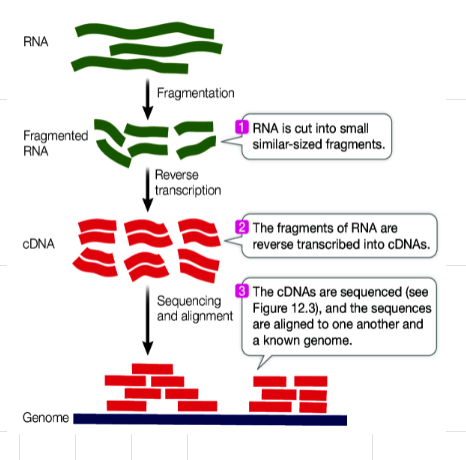 RNA
Fragmentation
Fragmented
RNA
1 RNA is cut into small
similar-sized fragments.
Reverse
transcription
cDNA
2 The fragments of RNA are
reverse transcribed into cDNAs.
Sequencing
and alignment
3 The cDNAs are sequenced (see
Figure 12.3), and the sequences
are aligned to one another and
a known genome.
Genome